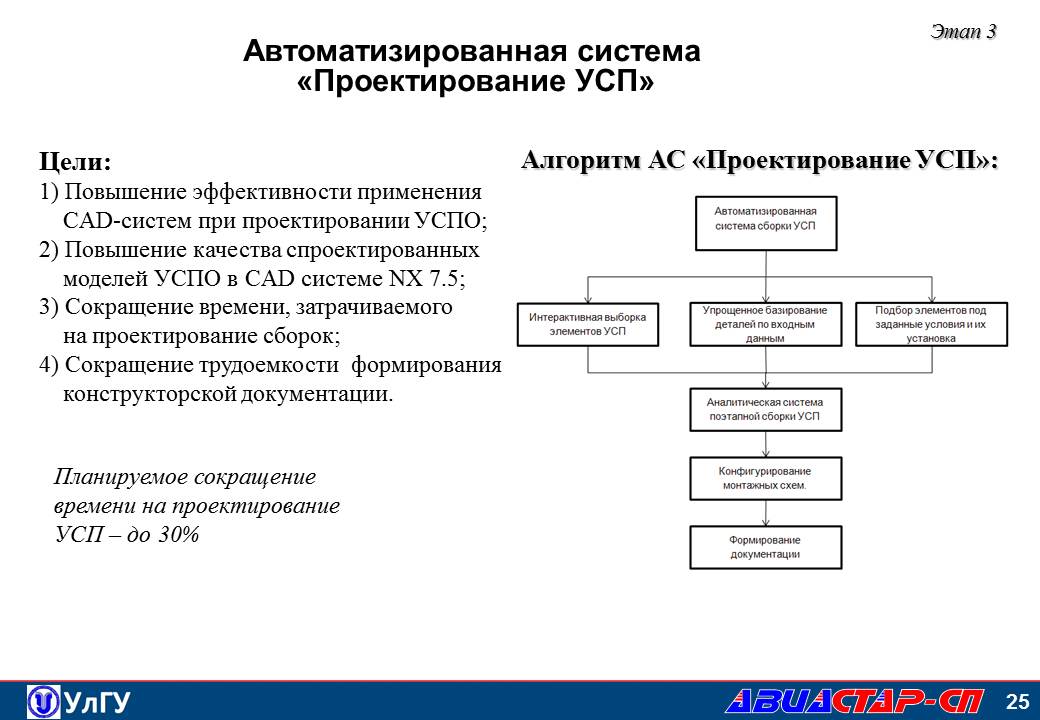 Этап 3
Автоматизированная система
«Проектирование УСП»
Цели:
1) Повышение эффективности применения
CAD-систем при проектировании УСПО;
2) Повышение качества спроектированных
моделей УСПО в CAD системе NX 7.5;
3) Сокращение времени, затрачиваемого
на проектирование сборок;
4) Сокращение трудоемкости формирования
конструкторской документации.
Планируемое сокращение
времени на проектирование
УСП – до 30%
Алгоритм АС «Проектирование УСП»:
Автоматизированная
система сборки УСП
Интерактивная выборка
элементов УСП
Упрощенное базирование
деталей по входным
данным
Подбор элементов под
заданные условия и их
установка
Аналитическая система
поэтапной сборки УСП
Конфигурирование
монтажных схем.
Формирование
документации
УлГУ
АВИАСТАР-СП
25